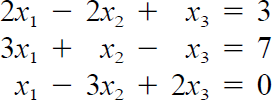 2x₁ − 2x₂ + x₃ = 3
3x₁ + x₂ − x₃ = 7
x₁ − 3x₂ + 2x₃ = 0